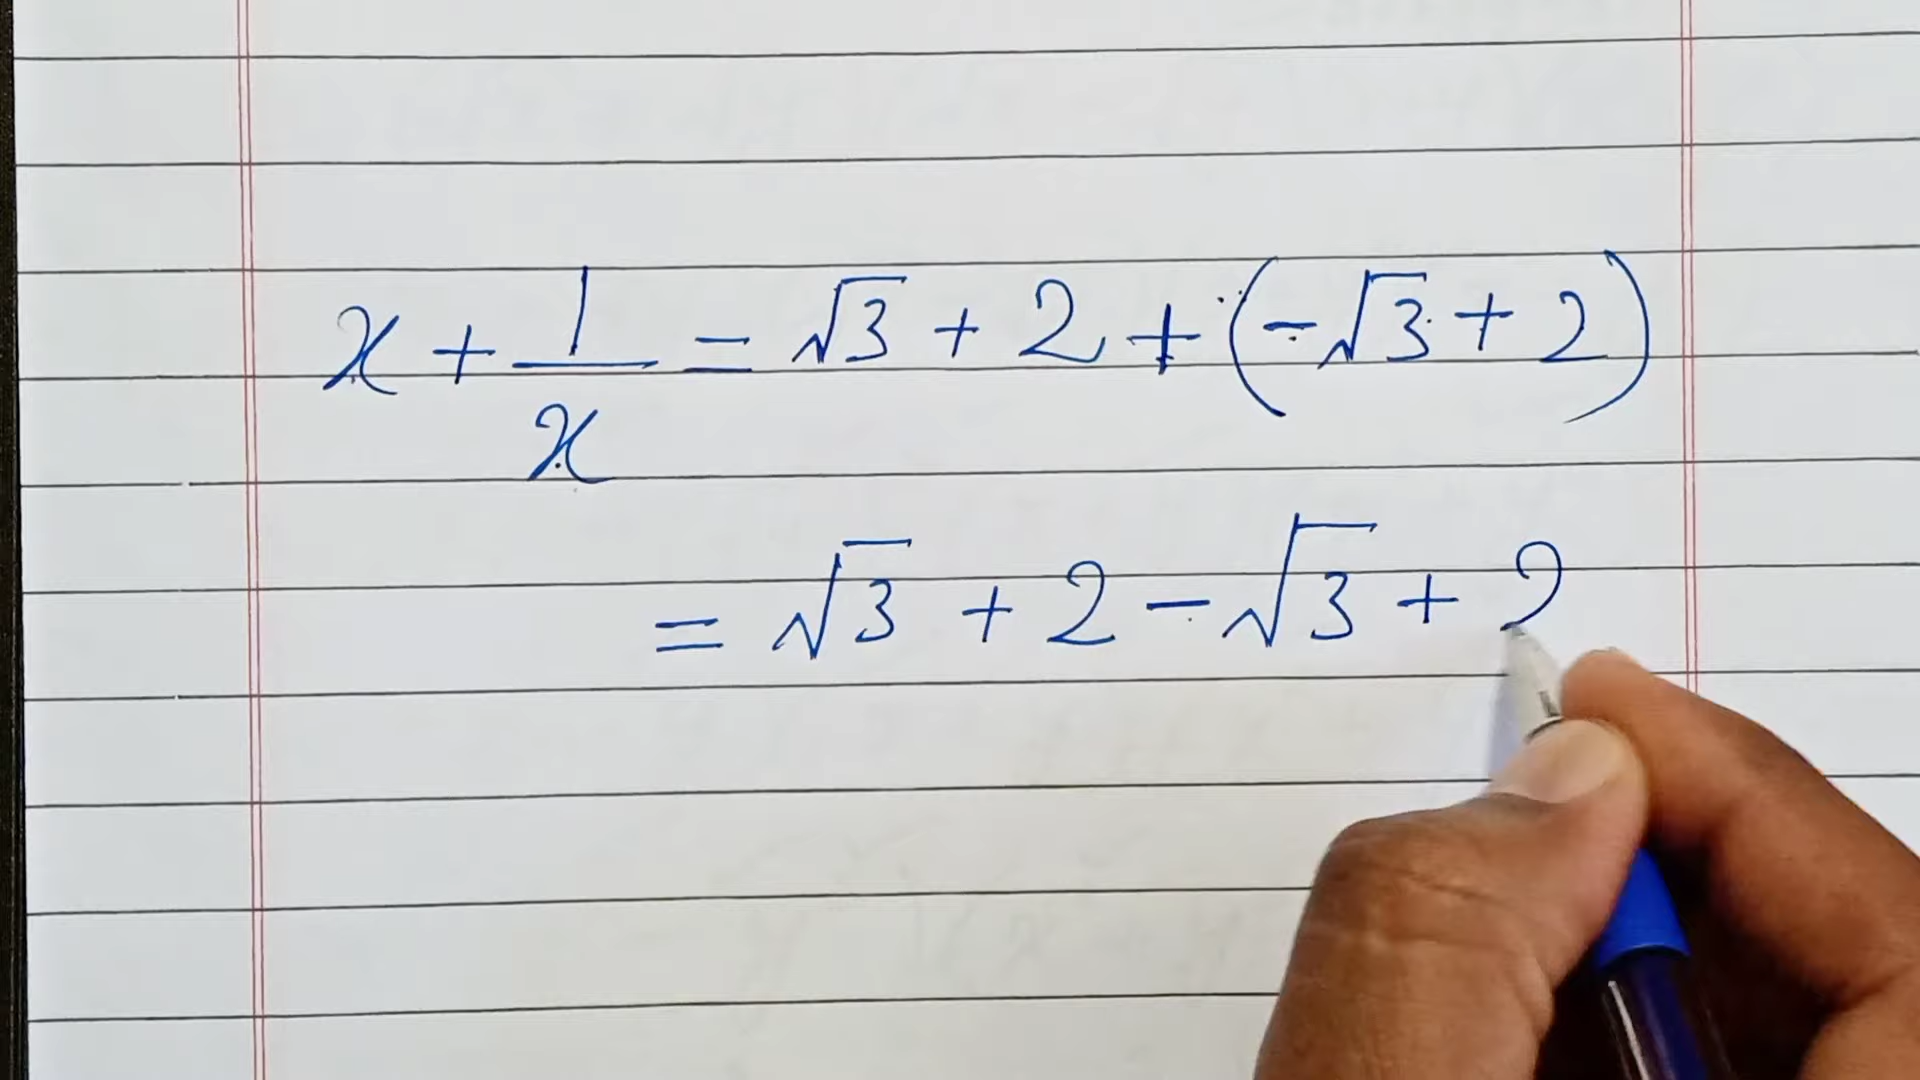 x + 1/x = √3 + 2 + (-√3 + 2)
= √3 + 2 - √3 + 2